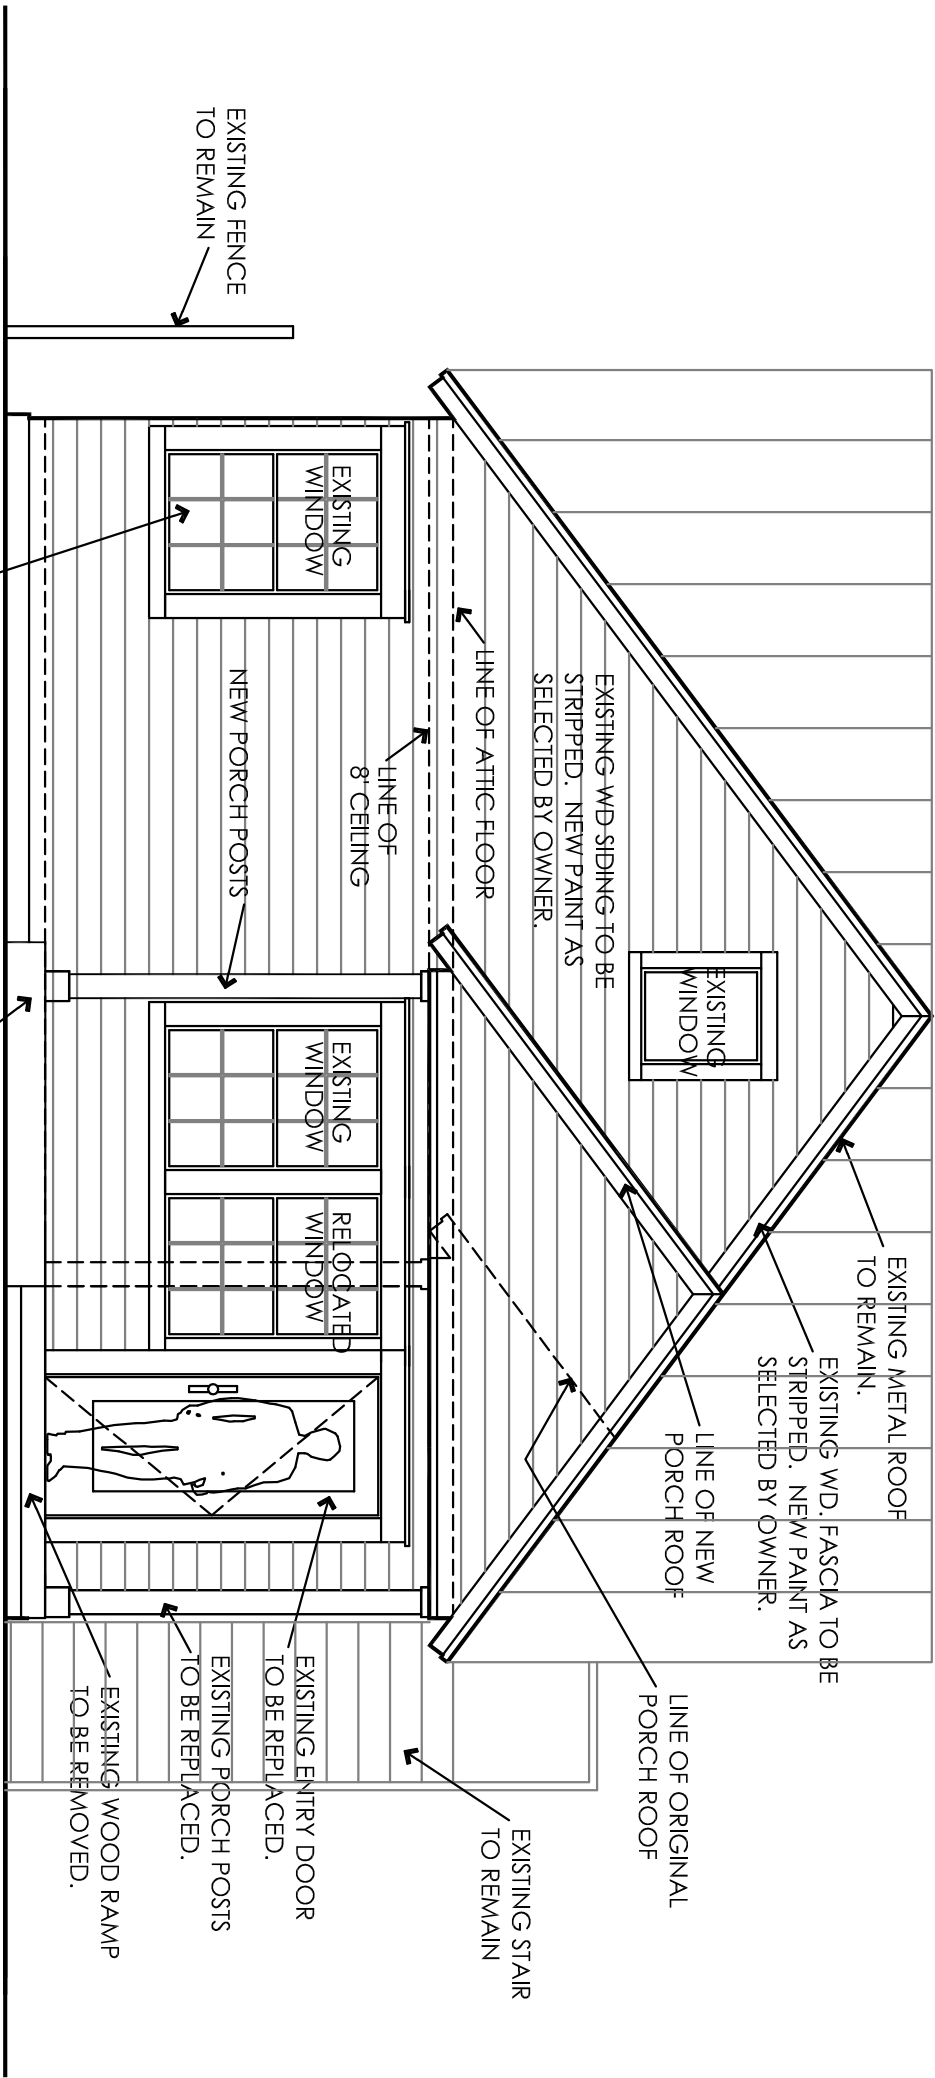 EXISTING FENCE
TO REMAIN
EXISTING
WINDOW
NEW PORCH POSTS
LINE OF
8' CEILING
LINE OF ATTIC FLOOR
EXISTING WD SIDING TO BE
STRIPPED. NEW PAINT AS
SELECTED BY OWNER.
EXISTING
WINDOW
EXISTING
WINDOW
RELOCATED
WINDOW
EXISTING METAL ROOF
TO REMAIN.
EXISTING WD. FASCIA TO BE
STRIPPED. NEW PAINT AS
SELECTED BY OWNER.
LINE OF NEW
PORCH ROOF
LINE OF ORIGINAL
PORCH ROOF
EXISTING STAIR
TO REMAIN
EXISTING ENTRY DOOR
TO BE REPLACED.
EXISTING PORCH POSTS
TO BE REPLACED.
EXISTING WOOD RAMP
TO BE REMOVED.